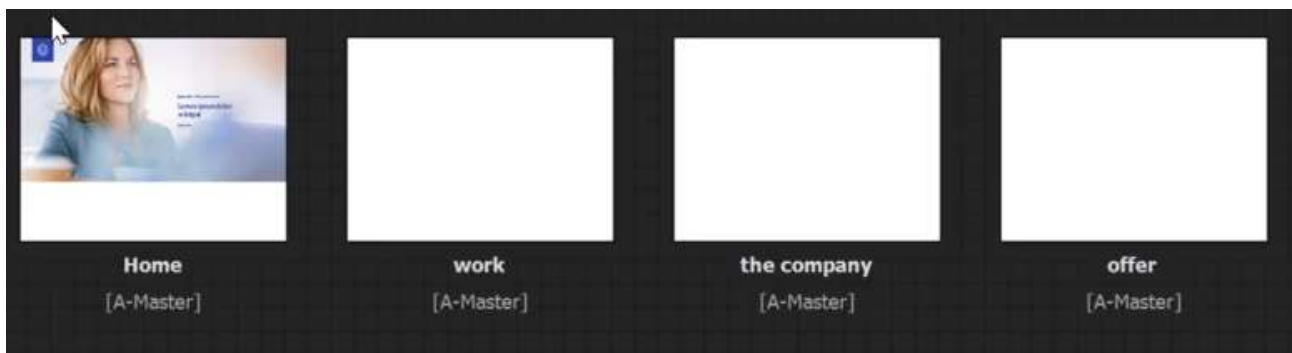 Home
work
the company
offer
[A-Master]
[A-Master]
[A-Master]
[A-Master]